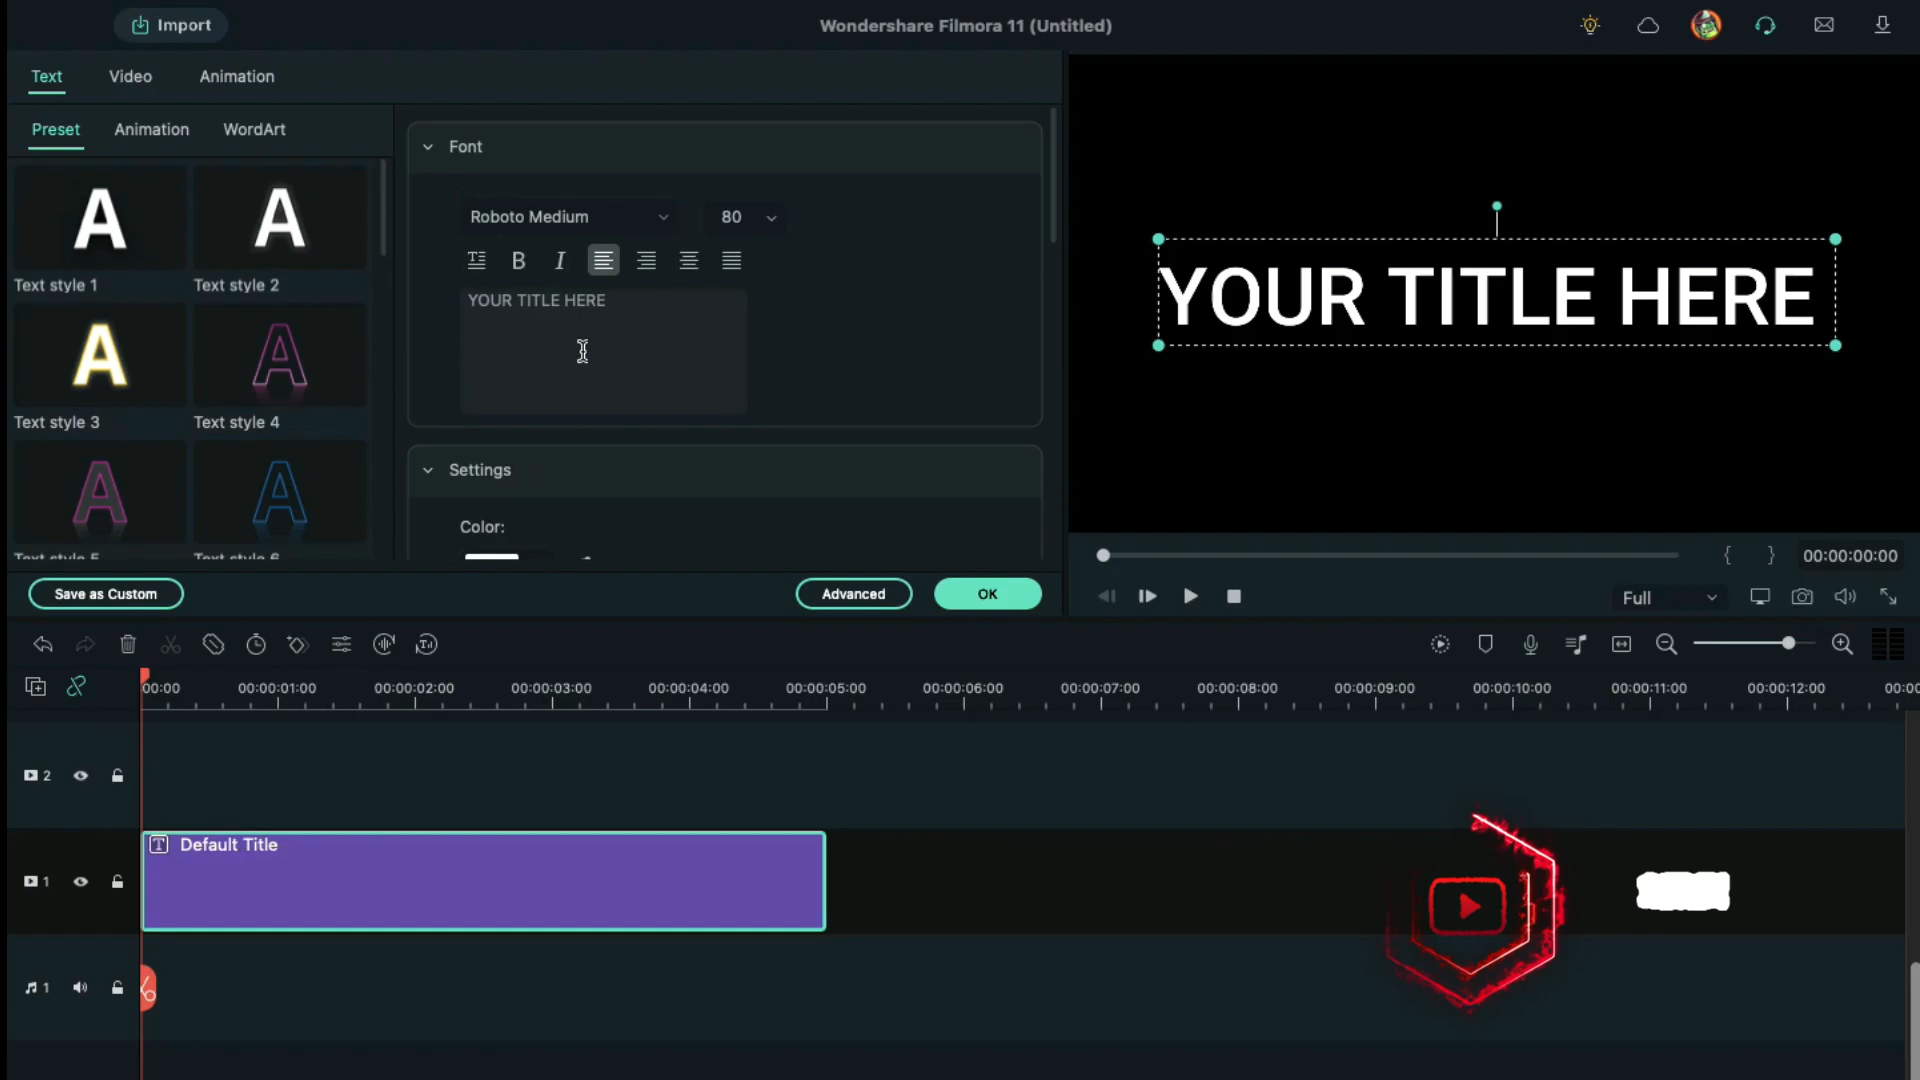 Import
Wondershare Filmora 11 (Untitled)
Text Video Animation
Preset Animation WordArt
Font
Roboto Medium 80
B I
YOUR TITLE HERE
Text style 1 Text style 2
Text style 3 Text style 4
Text style 5 Text style 6
A
A
A
A
A
A
Settings
Color:
YOUR TITLE HERE
{ } 00:00:00:00
Full
Save as Custom Advanced OK
00:00 00:00:01:00 00:00:02:00 00:00:03:00 00:00:04:00 00:00:05:00 00:00:06:00 00:00:07:00 00:00:08:00 00:00:09:00 00:00:10:00 00:00:11:00 00:00:12:00 00:00
2
T Default Title
1
1